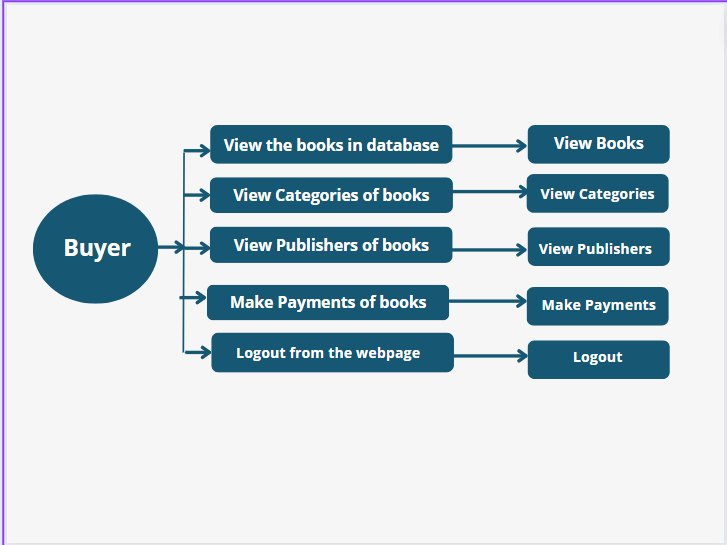 View the books in database
View Books
View Categories of books
View Categories
Buyer
View Publishers of books
View Publishers
Make Payments of books
Make Payments
Logout from the webpage
Logout